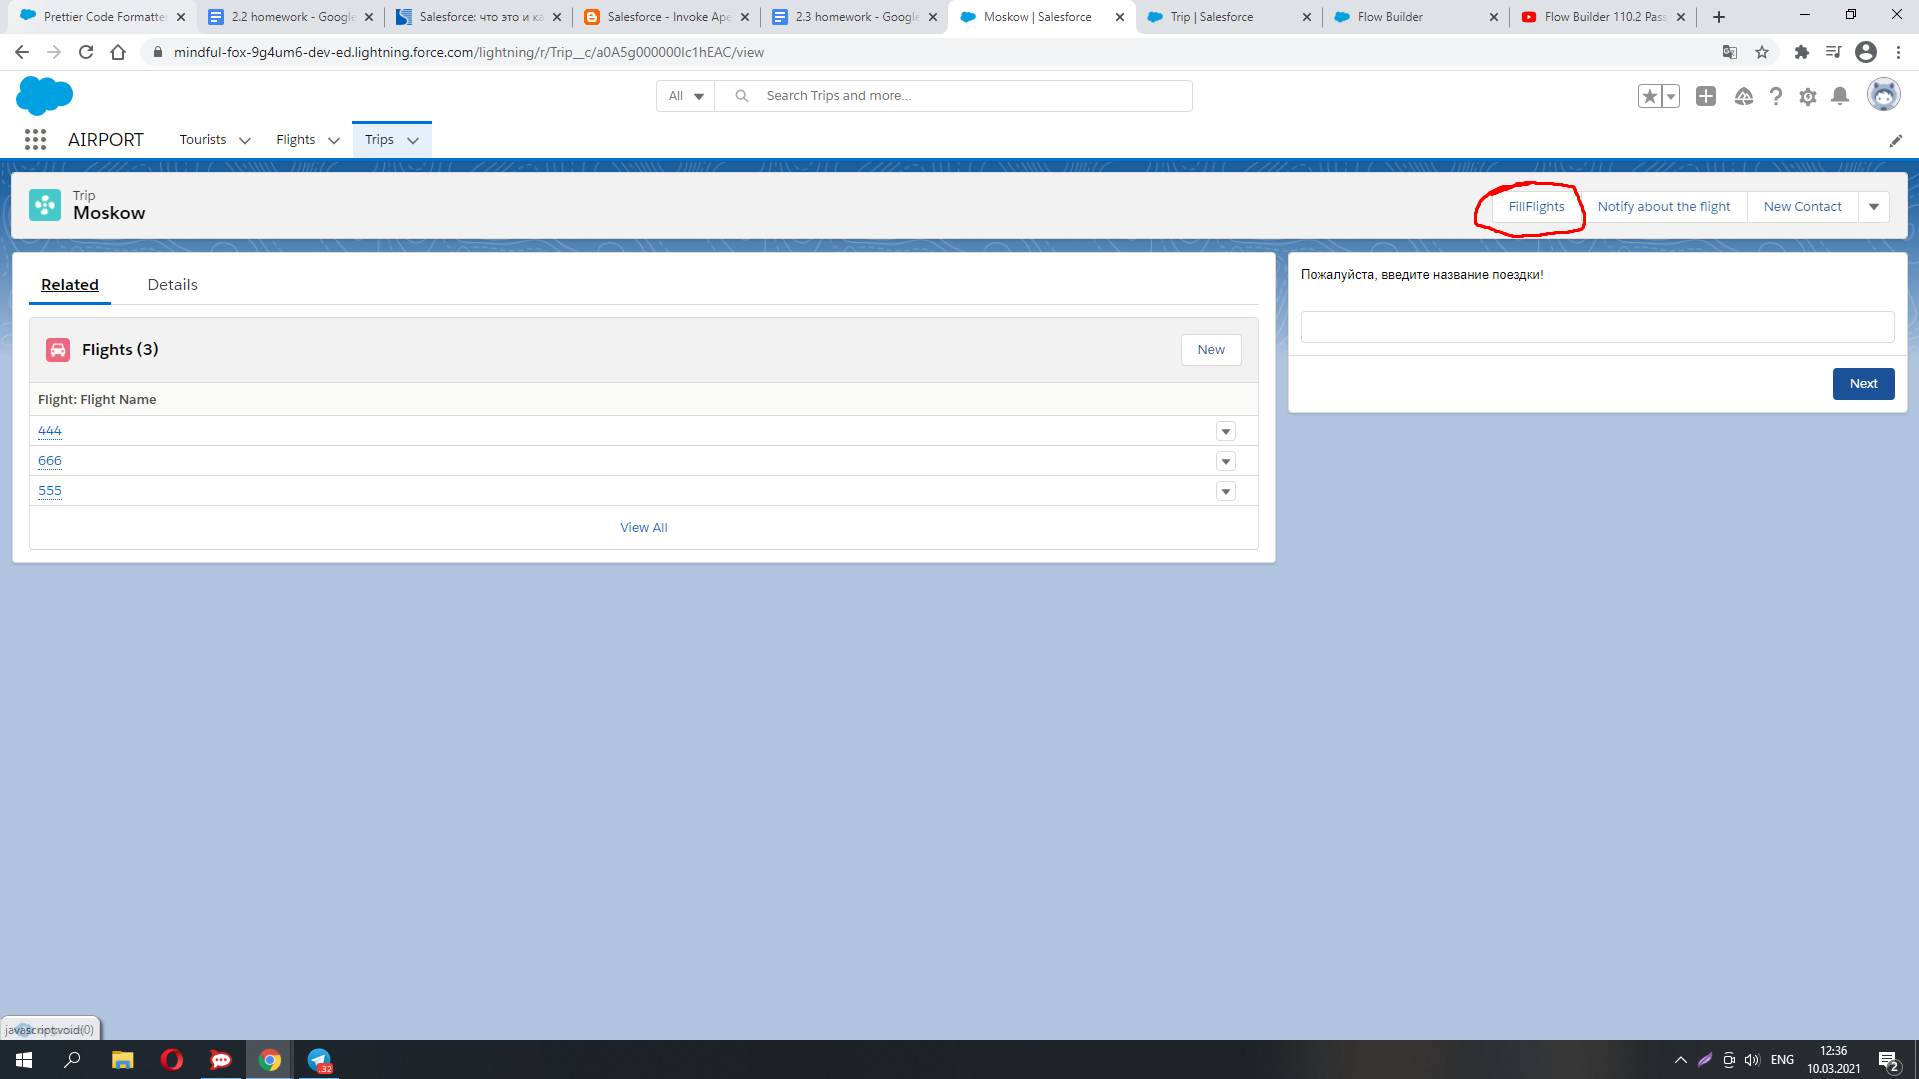 Prettier Code Formatte
2.2 homework - Google
Salesforce: что это и ка
Salesforce - Invoke Ape
2.3 homework - Google
Moskow | Salesforce
Trip | Salesforce
Flow Builder
Flow Builder 110.2 Pass
mindful-fox-9g4um6-dev-ed.lightning.force.com/lightning/r/Trip__c/a0A5g000000Ic1hEAC/view
All
Search Trips and more...
AIRPORT
Tourists
Flights
Trips
Trip
Moskow
FillFlights
Notify about the flight
New Contact
Related
Details
Пожалуйста, введите название поездки!
Flights (3)
New
Flight: Flight Name
444
666
555
View All
Next
javascript:void(0)
32
ENG
12:36
10.03.2021
2